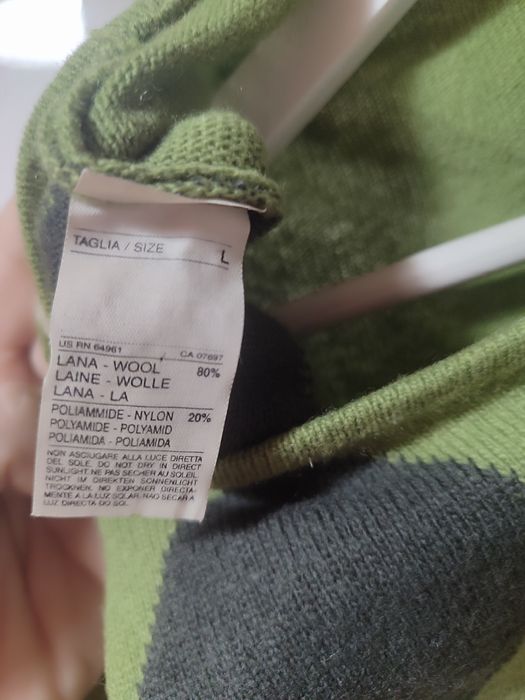 TAGLIA / SIZE L
US RN 64961 CA 07697
LANA - WOOL 80%
LAINE - WOLLE
LANA - LA
POLIAMMIDE - NYLON 20%
POLYAMIDE - POLYAMID
POLIAMIDA - POLIAMIDA
NON ASCIUGARE ALLA LUCE DIRETTA
DEL SOLE. DO NOT DRY IN DIRECT
SUNLIGHT. NE PAS SECHER AU SOLEIL
NICHT IM DIREKTEN SONNENLICHT
TROCKNEN. NO EXPONER DIRECTA-
MENTE A LA LUZ SOLAR. NÃO SECAR A
LUZ DIRECTA DO SOL